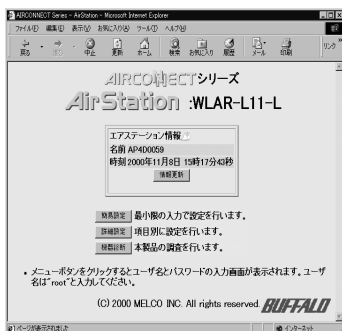 AIRCONNECT Series - AirStation - Microsoft Internet Explorer
ファイル(F) 編集(E) 表示(V) お気に入り(A) ツール(T) ヘルプ(H)
戻る 進む 中止 更新 ホーム 検索 お気に入り 履歴 メール 印刷 リンク
AIRCONNECTシリーズ
AirStation :WLAR-L11-L
エアステーション情報
名前 AP4D0059
時刻 2000年11月8日 15時17分43秒
情報更新
簡易設定 最小限の入力で設定を行います。
詳細設定 項目別に設定を行います。
機器診断 本製品の調査を行います。
• メニューボタンをクリックするとユーザ名とパスワードの入力画面が表示されます。ユーザ
名は"root"と入力してください。
(C) 2000 MELCO INC. All rights reserved. BUFFALO
ページが表示されました インターネット